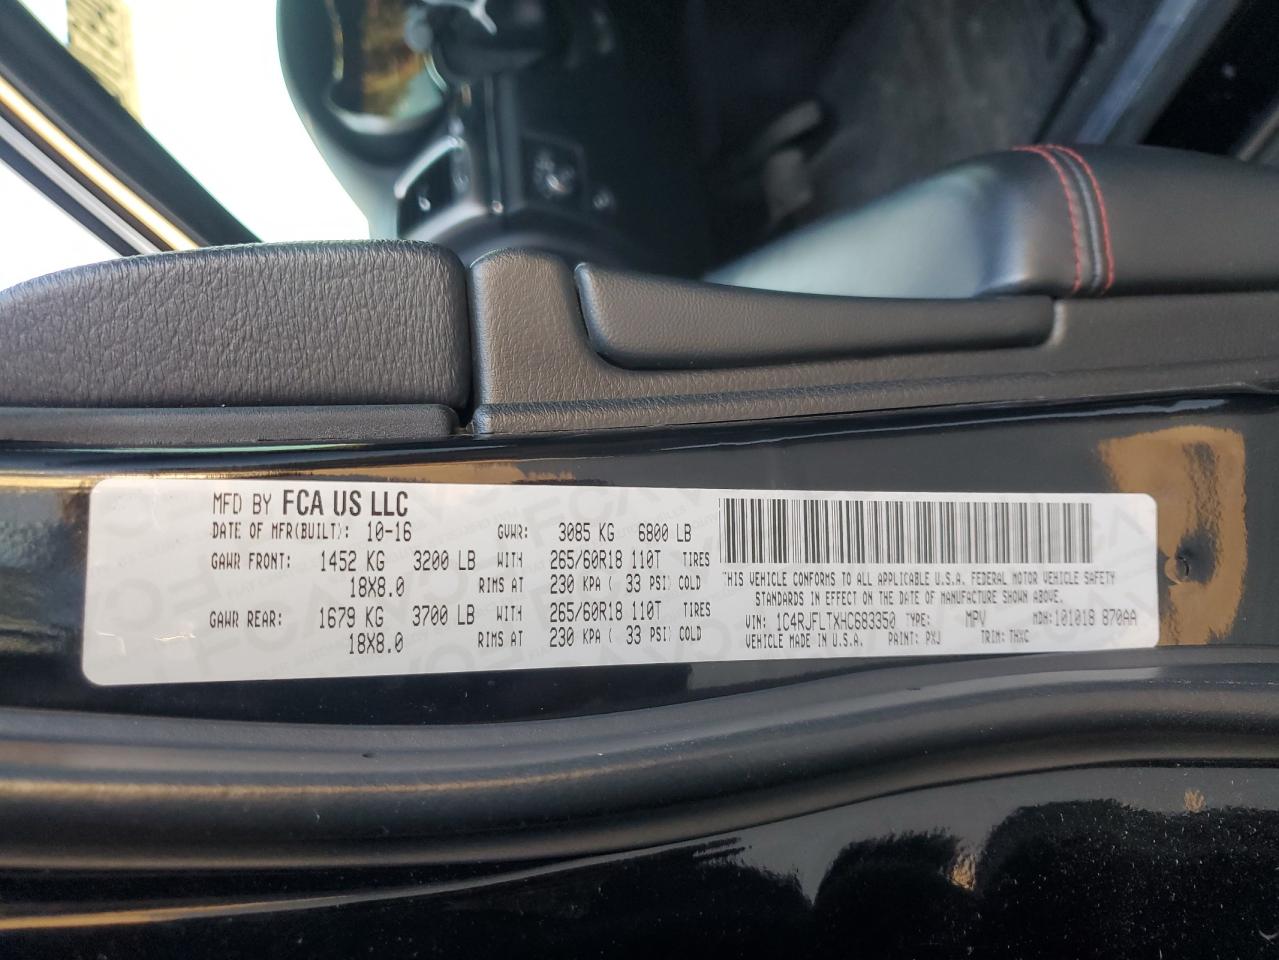 MFD BY FCA US LLC
DATE OF MFR(BUILT): 10-16 GVWR: 3085 KG 6800 LB
GAWR FRONT: 1452 KG 3200 LB WITH 265/60R18 110T TIRES
18X8.0 RIMS AT 230 KPA ( 33 PSI) COLD
GAWR REAR: 1679 KG 3700 LB WITH 265/60R18 110T TIRES
18X8.0 RIMS AT 230 KPA ( 33 PSI) COLD
THIS VEHICLE CONFORMS TO ALL APPLICABLE U.S.A. FEDERAL MOTOR VEHICLE SAFETY
STANDARDS IN EFFECT ON THE DATE OF MANUFACTURE SHOWN ABOVE.
VIN: 1C4RJFLTXHC683350 TYPE: MPV MDH: 101018 870AA
VEHICLE MADE IN U.S.A. PAINT: PXJ TRIM: THXC